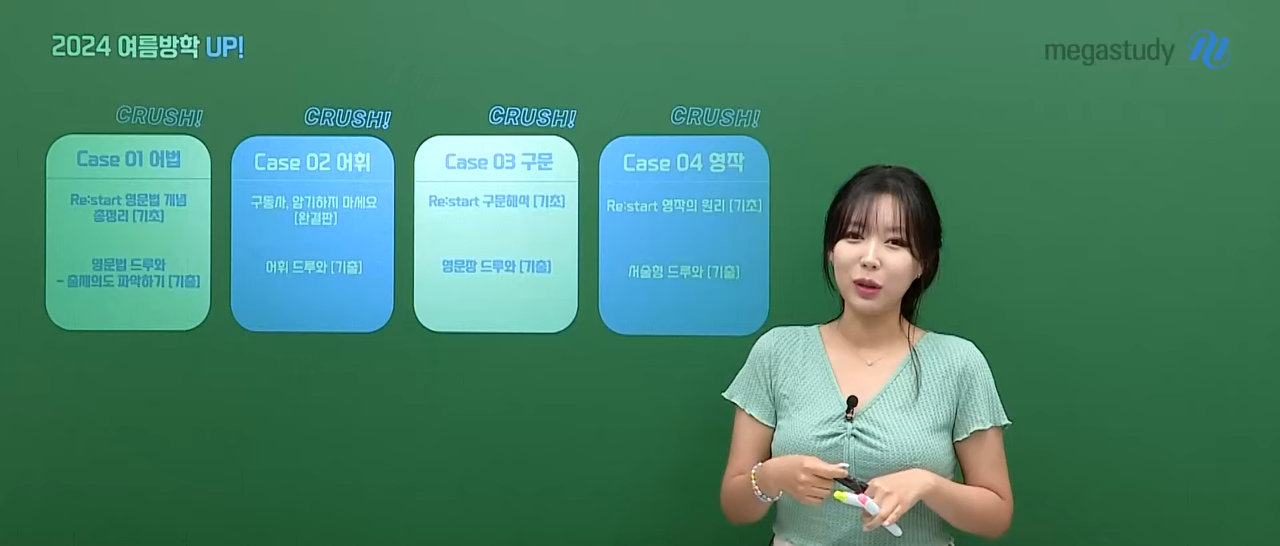 2024 여름방학 UP!
megastudy
CRUSH!
Case 01 어법
Re:start 영문법 개념
총정리 [기초]
영문법 드루와
- 출제의도 파악하기 [기출]
CRUSH!
Case 02 어휘
구동사, 암기하지 마세요
[완결판]
어휘 드루와 [기출]
CRUSH!
Case 03 구문
Re:start 구문해석 [기초]
영문장 드루와 [기출]
CRUSH!
Case 04 영작
Re:start 영작의 원리 [기초]
서술형 드루와 [기출]